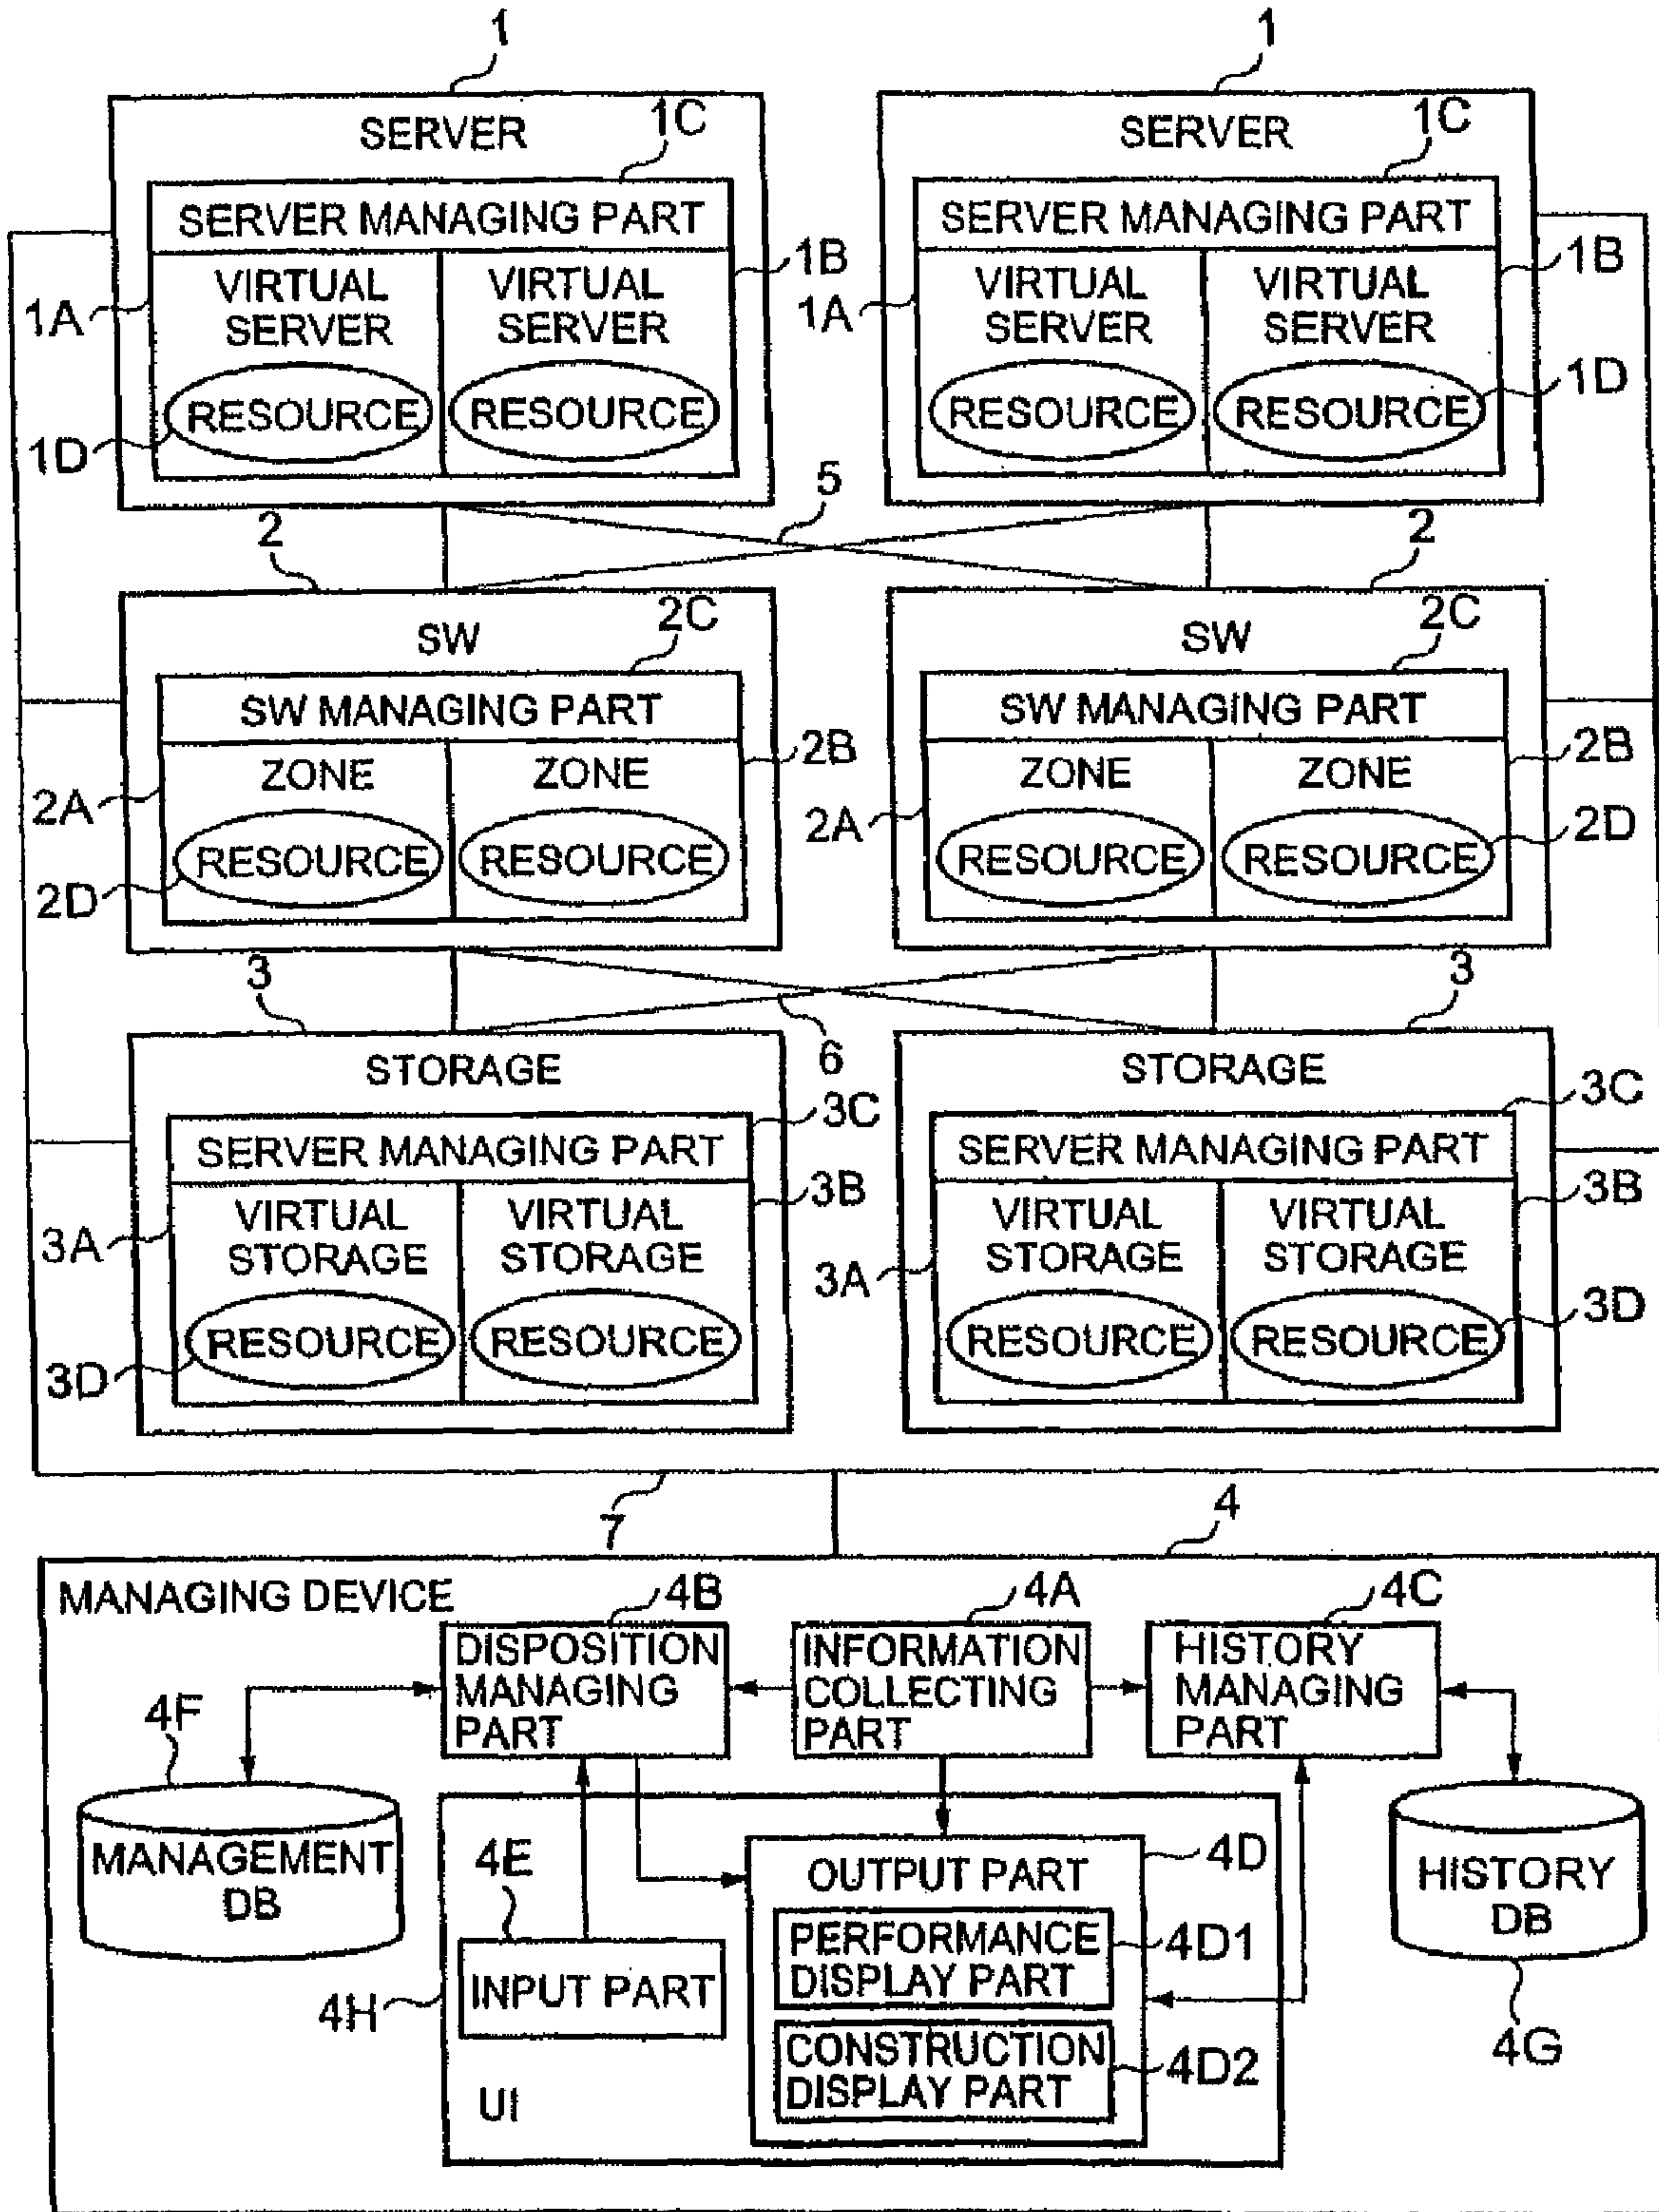 1
1
SERVER
1C
SERVER
1C
SERVER MANAGING PART
SERVER MANAGING PART
1A
VIRTUAL SERVER
VIRTUAL SERVER
1B
1A
VIRTUAL SERVER
VIRTUAL SERVER
1B
1D
RESOURCE
RESOURCE
RESOURCE
RESOURCE
1D
5
2
2
SW
2C
SW
2C
SW MANAGING PART
SW MANAGING PART
2A
ZONE
ZONE
2B
2A
ZONE
ZONE
2B
2D
RESOURCE
RESOURCE
RESOURCE
RESOURCE
2D
3
6
3
STORAGE
STORAGE
3C
3C
SERVER MANAGING PART
SERVER MANAGING PART
3A
VIRTUAL STORAGE
VIRTUAL STORAGE
3B
3A
VIRTUAL STORAGE
VIRTUAL STORAGE
3B
3D
RESOURCE
RESOURCE
RESOURCE
RESOURCE
3D
7
4
MANAGING DEVICE
4B
4A
4C
DISPOSITION
MANAGING
PART
INFORMATION
COLLECTING
PART
HISTORY
MANAGING
PART
4F
MANAGEMENT
DB
4E
INPUT PART
4H
UI
OUTPUT PART
4D
PERFORMANCE
DISPLAY PART
4D1
CONSTRUCTION
DISPLAY PART
4D2
HISTORY
DB
4G